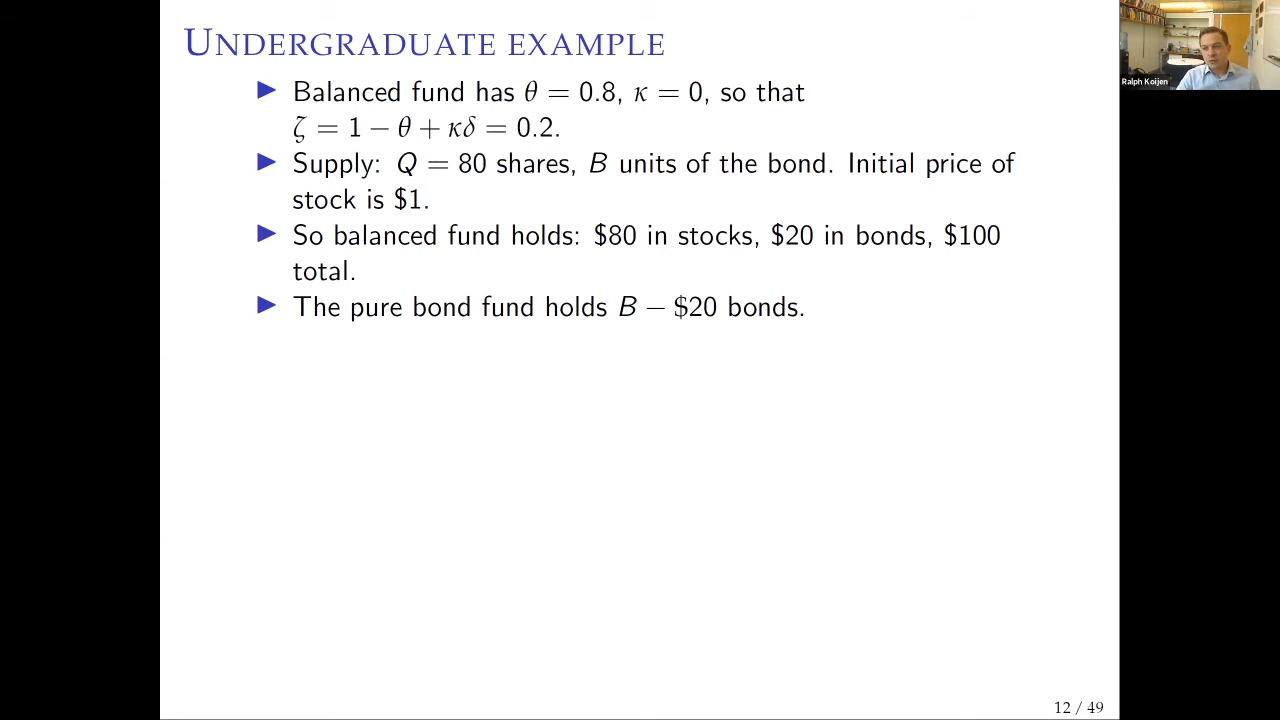 UNDERGRADUATE EXAMPLE
Balanced fund has θ = 0.8, κ = 0, so that
ζ = 1 − θ + κδ = 0.2.
Supply: Q = 80 shares, B units of the bond. Initial price of
stock is $1.
So balanced fund holds: $80 in stocks, $20 in bonds, $100
total.
The pure bond fund holds B − $20 bonds.
Ralph Koijen
12 / 49